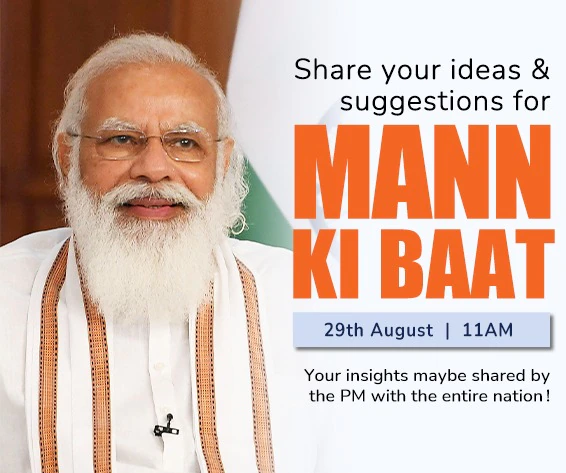 Share your ideas &
suggestions for
MANN
KI BAAT
29th August | 11AM
Your insights maybe shared by
the PM with the entire nation!